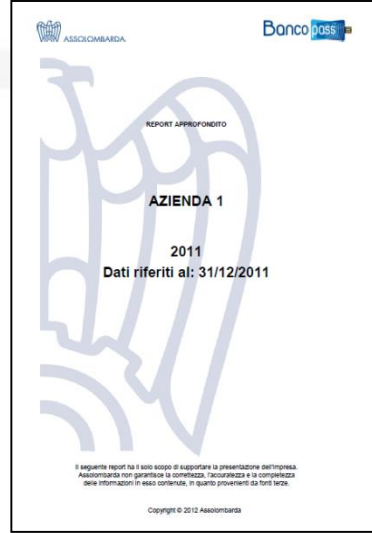 ASSOLOMBARDA
Bancopass
REPORT APPROFONDITO
AZIENDA 1
2011
Dati riferiti al: 31/12/2011
Il seguente report ha il solo scopo di supportare la presentazione dell'impresa.
Assolombarda non garantisce la correttezza, l'accuratezza e la completezza
delle informazioni in esso contenute, in quanto provenienti da fonti terze.
Copyright © 2012 Assolombarda